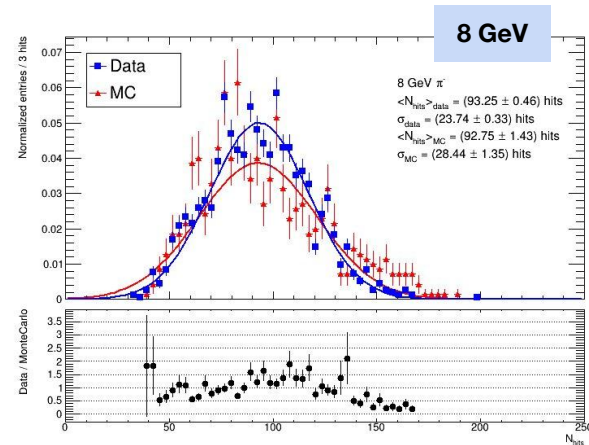 8 GeV
Normalized entries / 3 hits
0.07
0.06
0.05
0.04
0.03
0.02
0.01
0
Data
MC
8 GeV π⁻
<N_hits>_data = (93.25 ± 0.46) hits
σ_data = (23.74 ± 0.33) hits
<N_hits>_MC = (92.75 ± 1.43) hits
σ_MC = (28.44 ± 1.35) hits
Data / MonteCarlo
3.5
3
2.5
2
1.5
1
0.5
0
0 50 100 150 200 250
N_hits